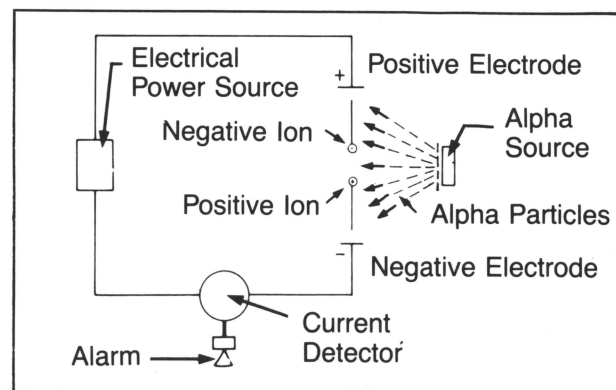 Electrical
Power Source
+
Positive Electrode
Negative Ion
Alpha
Source
Positive Ion
Alpha Particles
−
Negative Electrode
Current
Detector
Alarm